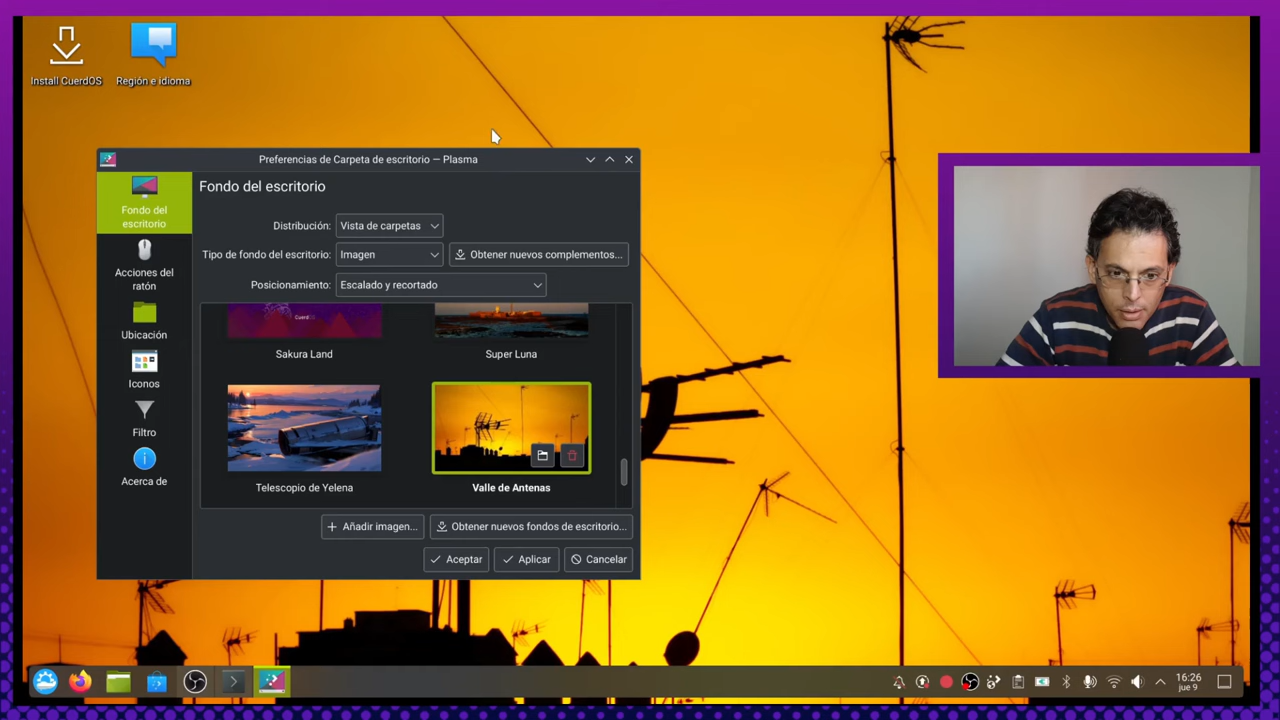 Install CuerdOS
Región e idioma
Preferencias de Carpeta de escritorio — Plasma
Fondo del escritorio
Acciones del ratón
Ubicación
Iconos
Filtro
Acerca de
Fondo del escritorio
Distribución: Vista de carpetas
Tipo de fondo del escritorio: Imagen Obtener nuevos complementos...
Posicionamiento: Escalado y recortado
CuerdOS
Sakura Land
Super Luna
Telescopio de Yelena
Valle de Antenas
Añadir imagen... Obtener nuevos fondos de escritorio...
Aceptar Aplicar Cancelar
16:26
jue 9